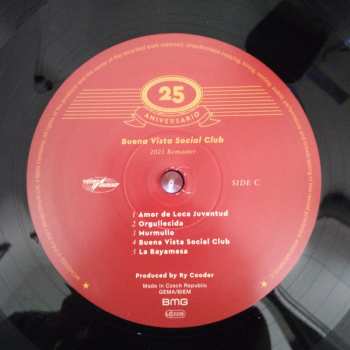 25
ANIVERSARIO
Buena Vista Social Club
2021 Remaster
SIDE C
1 Amor de Loca Juventud
2 Orgullecida
3 Murmullo
4 Buena Vista Social Club
5 La Bayamesa
Produced by Ry Cooder
Made in Czech Republic
GEMA/BIEM
BMG